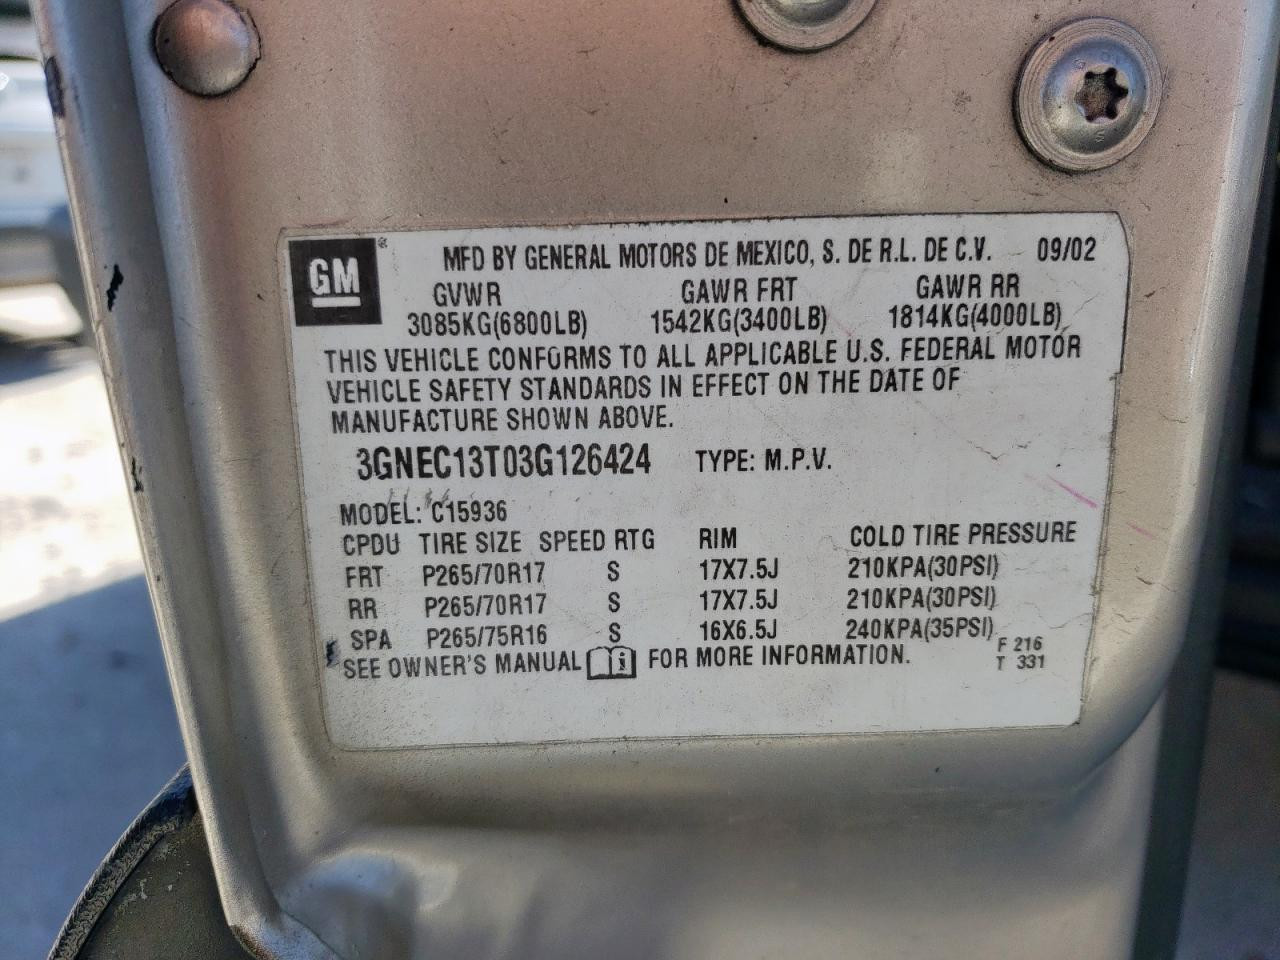 GM ® MFD BY GENERAL MOTORS DE MEXICO, S. DE R.L. DE C.V. 09/02
GVWR GAWR FRT GAWR RR
3085KG(6800LB) 1542KG(3400LB) 1814KG(4000LB)
THIS VEHICLE CONFORMS TO ALL APPLICABLE U.S. FEDERAL MOTOR
VEHICLE SAFETY STANDARDS IN EFFECT ON THE DATE OF
MANUFACTURE SHOWN ABOVE.
3GNEC13T03G126424 TYPE: M.P.V.
MODEL: C15936
CPDU TIRE SIZE SPEED RTG RIM COLD TIRE PRESSURE
FRT P265/70R17 S 17X7.5J 210KPA(30PSI)
RR P265/70R17 S 17X7.5J 210KPA(30PSI)
SPA P265/75R16 S 16X6.5J 240KPA(35PSI)
SEE OWNER'S MANUAL i FOR MORE INFORMATION.
F 216
T 331